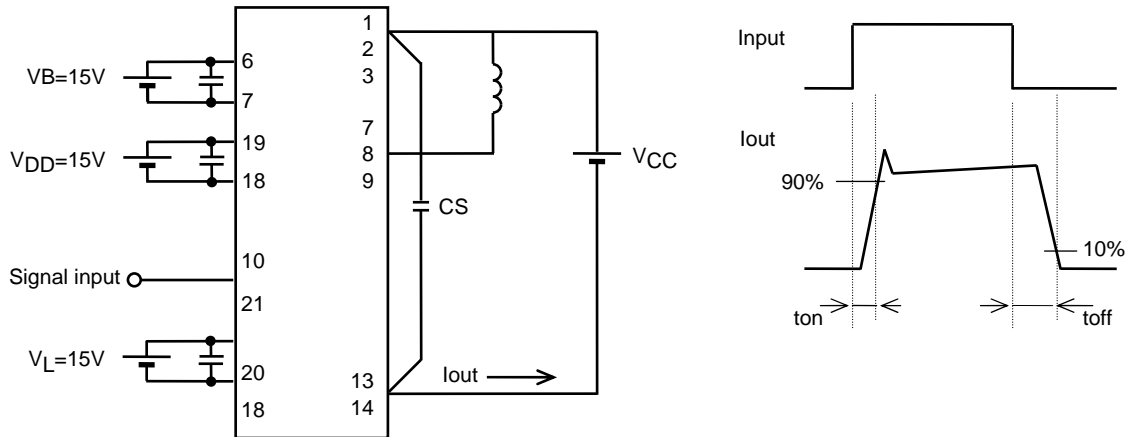 1
2
3
7
8
9
13
14
6
7
19
18
10
21
20
18
VB=15V
VDD=15V
Signal input
VL=15V
CS
VCC
Iout
Input
Iout
90%
10%
ton
toff